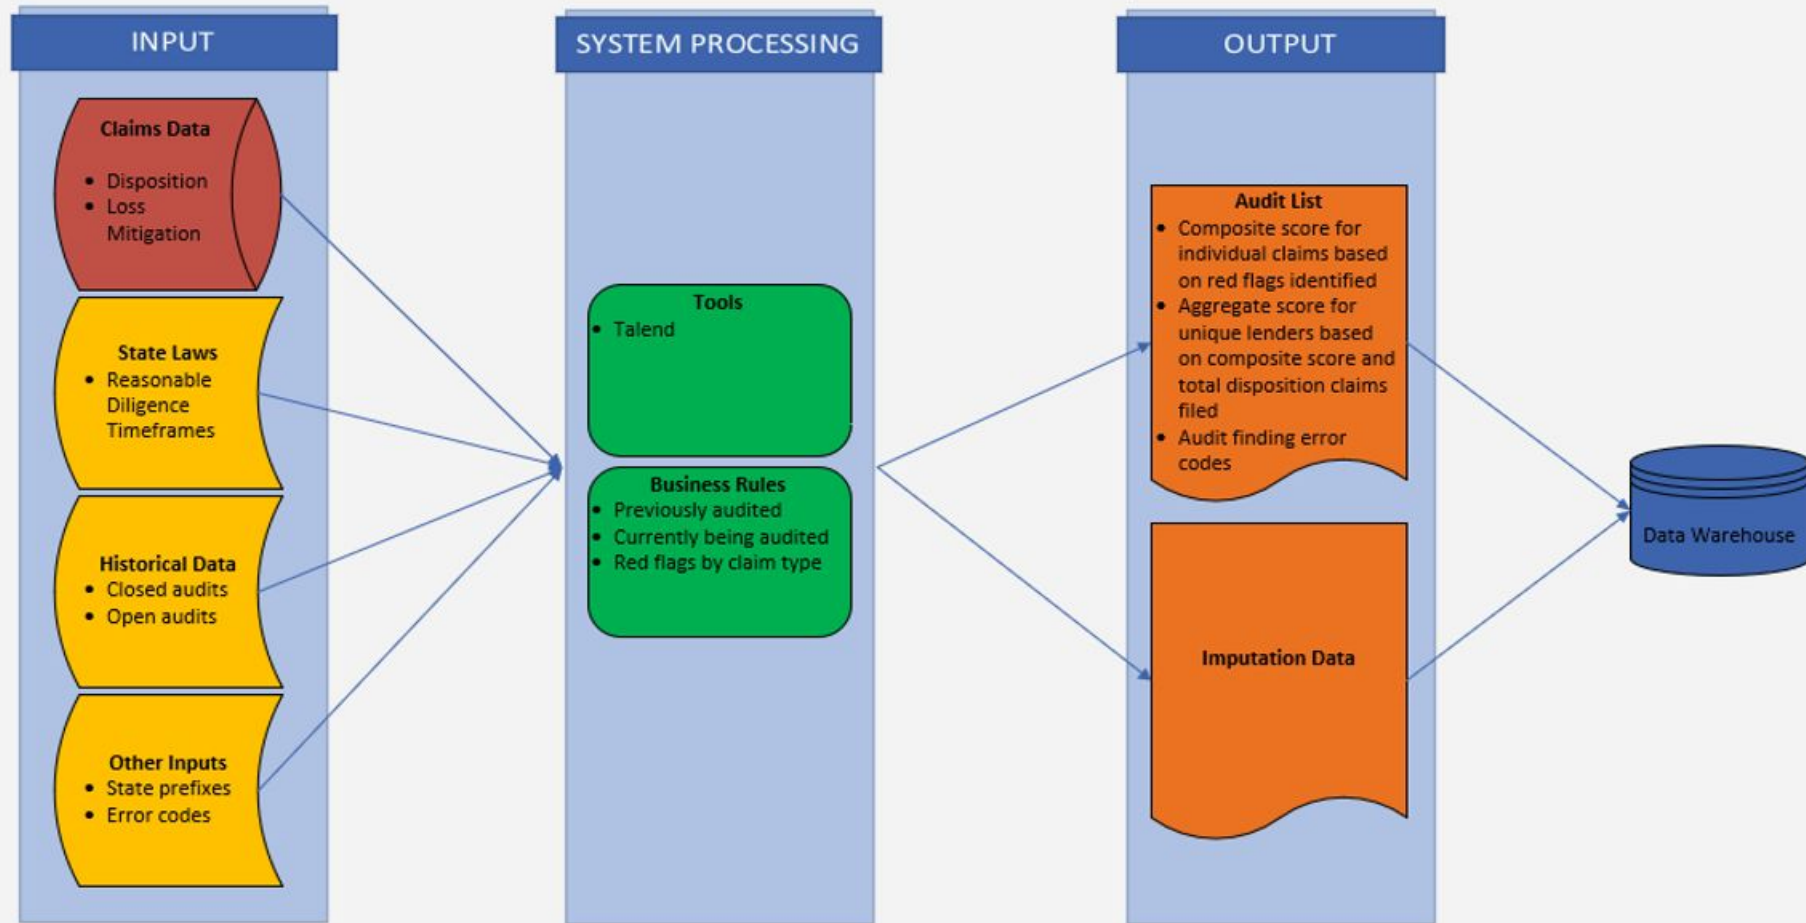 INPUT
Claims Data
• Disposition
• Loss
Mitigation
State Laws
• Reasonable
Diligence
Timeframes
Historical Data
• Closed audits
• Open audits
Other Inputs
• State prefixes
• Error codes
SYSTEM PROCESSING
Tools
• Talend
Business Rules
• Previously audited
• Currently being audited
• Red flags by claim type
OUTPUT
Audit List
• Composite score for
individual claims based
on red flags identified
• Aggregate score for
unique lenders based
on composite score and
total disposition claims
filed
• Audit finding error
codes
Imputation Data
Data Warehouse